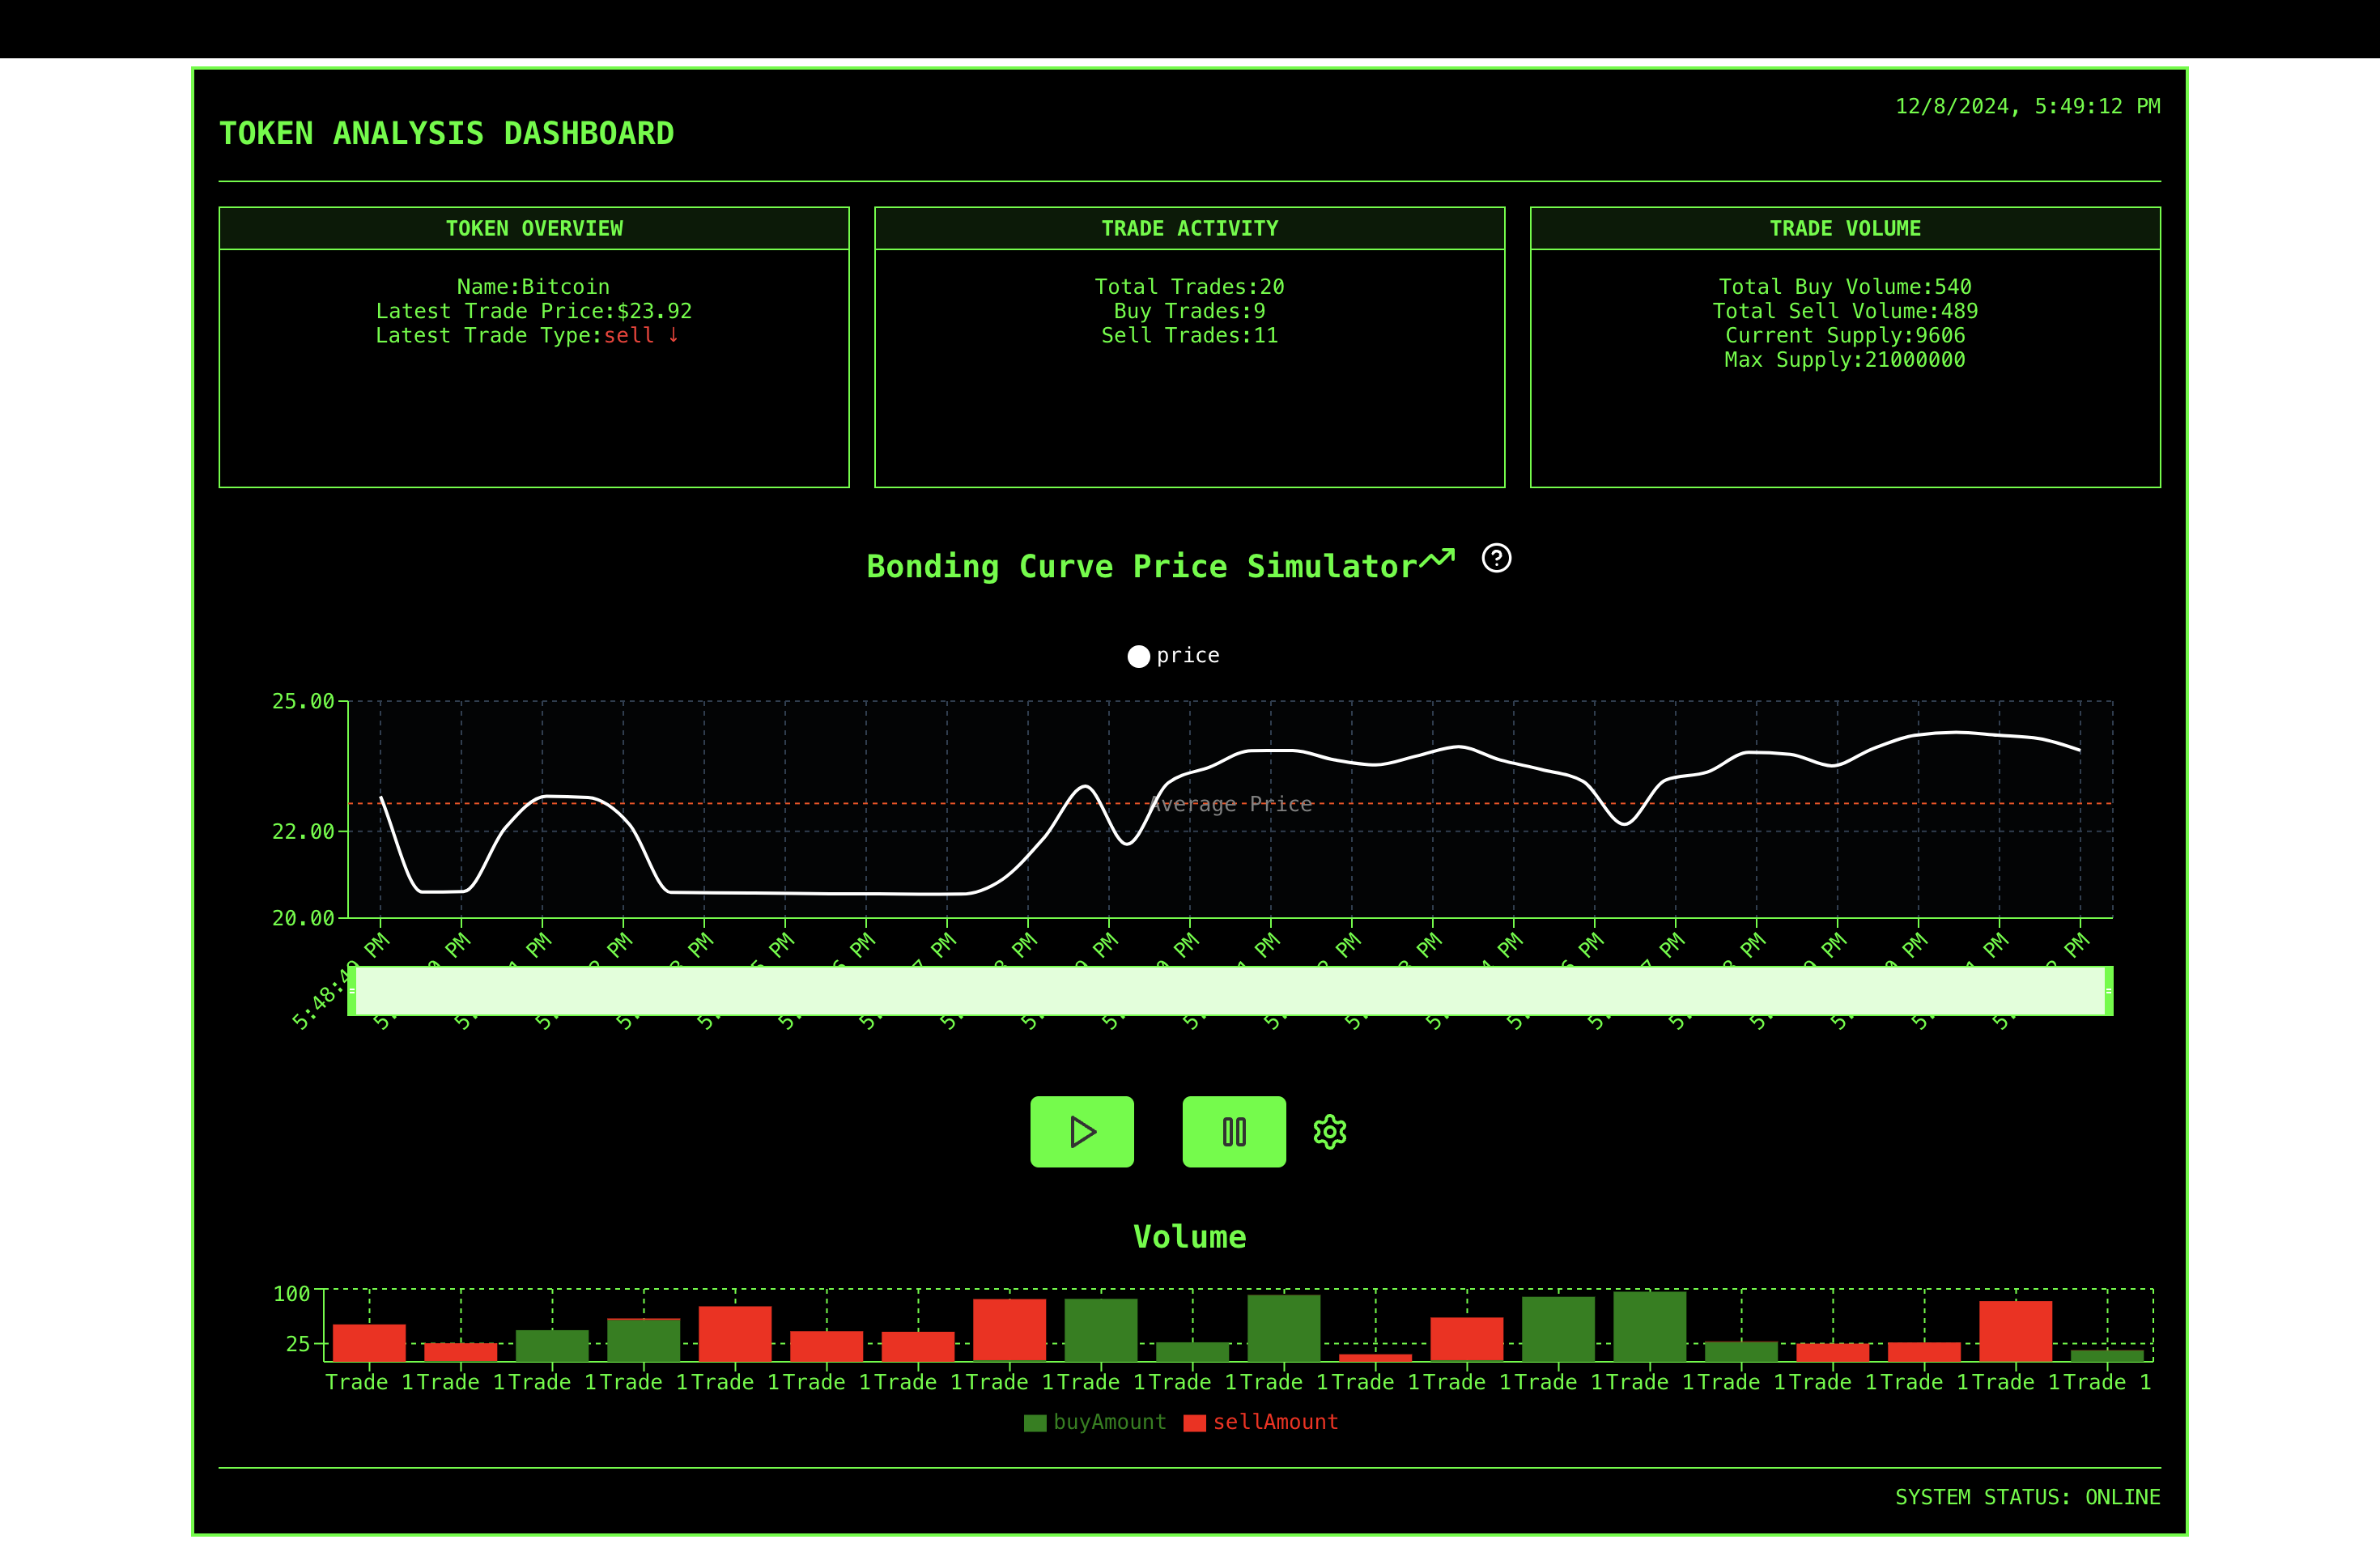 12/8/2024, 5:49:12 PM
TOKEN ANALYSIS DASHBOARD
TOKEN OVERVIEW
Name:Bitcoin
Latest Trade Price:$23.92
Latest Trade Type:sell ↓
TRADE ACTIVITY
Total Trades:20
Buy Trades:9
Sell Trades:11
TRADE VOLUME
Total Buy Volume:540
Total Sell Volume:489
Current Supply:9606
Max Supply:21000000
Bonding Curve Price Simulator
price
25.00
Average Price
22.00
20.00
PM PM PM PM PM PM PM PM PM PM PM PM PM PM PM PM PM PM PM PM PM PM
Volume
100
25
Trade 1Trade 1Trade 1Trade 1Trade 1Trade 1Trade 1Trade 1Trade 1Trade 1Trade 1Trade 1Trade 1Trade 1Trade 1Trade 1Trade 1Trade 1Trade 1Trade 1
buyAmount sellAmount
SYSTEM STATUS: ONLINE